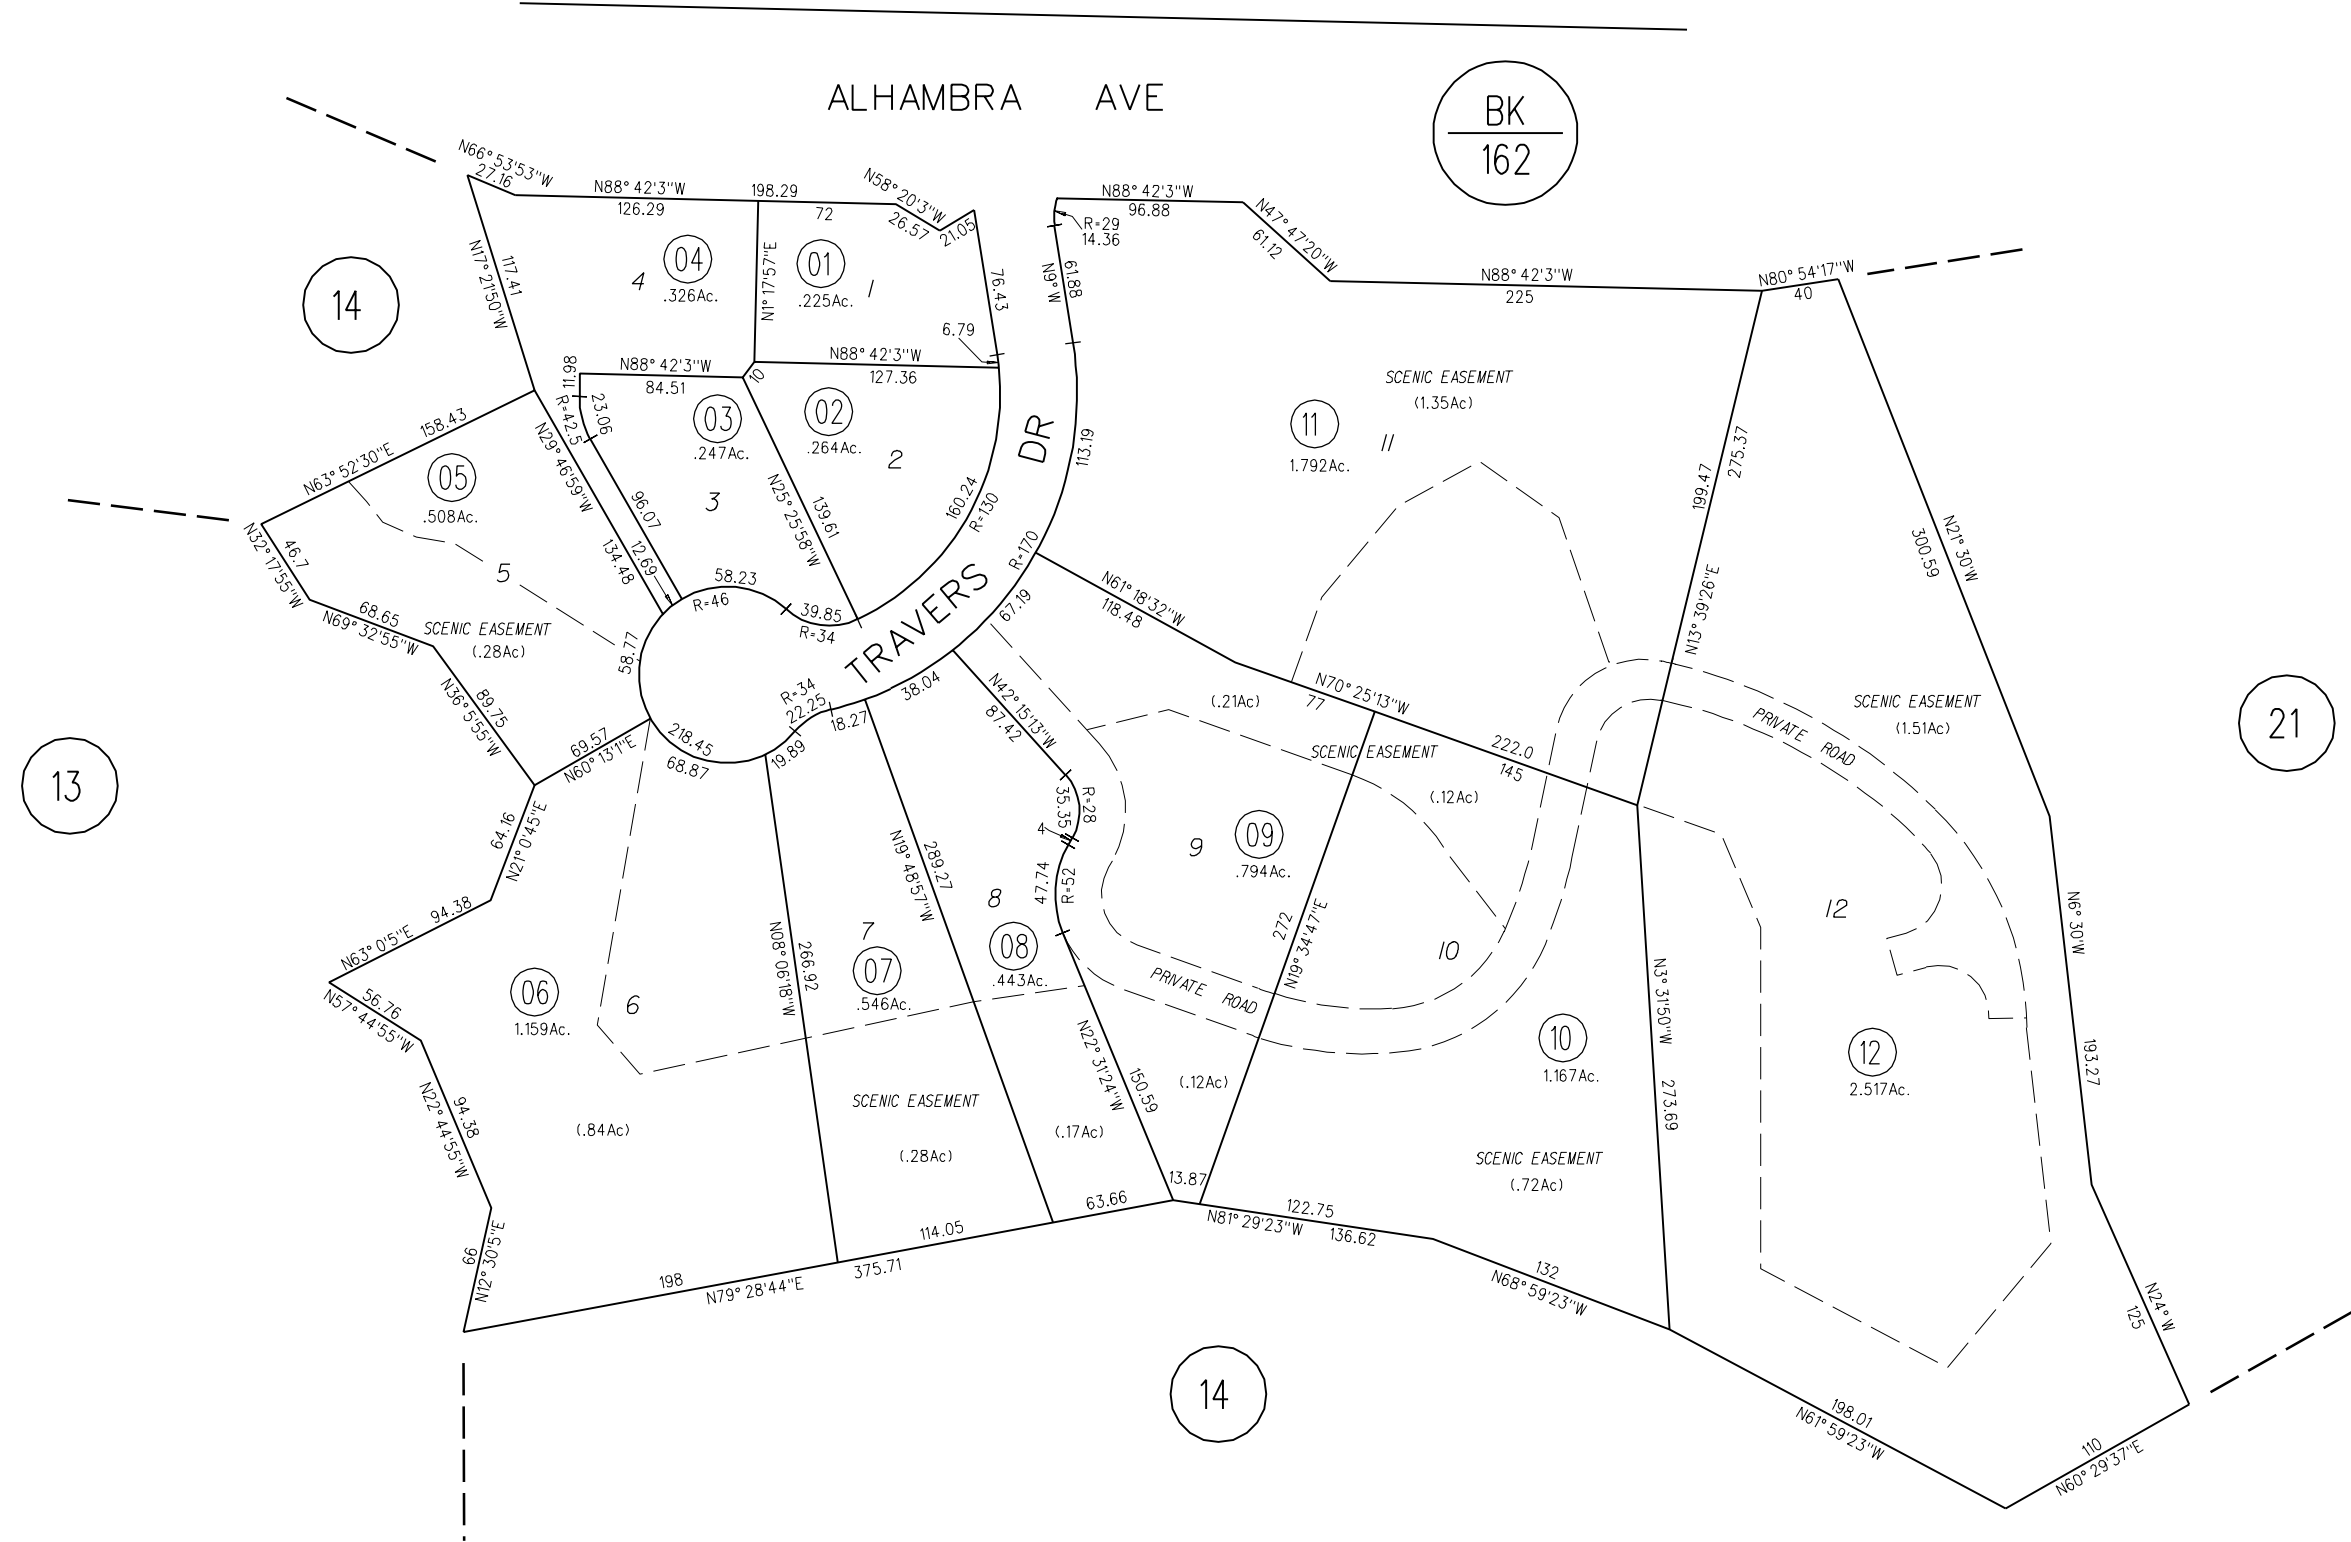 ALHAMBRA AVE
BK
162
N66°53'53"W
27.16
N88°42'3"W
198.29
126.29
72
N58°20'3"W
26.57
21.05
N88°42'3"W
96.88
R=29
14.36
N47°47'20"W
61.12
N88°42'3"W
225
N80°54'17"W
40
14
117.41
N17°21'50"W
04
4
.326Ac.
N1°17'57"E
01
1
.225Ac.
76.43
6.79
N9°W
61.88
N88°42'3"W
84.51
10
N88°42'3"W
127.36
11.98
R=42.5
23.06
03
.247Ac.
3
02
.264Ac.
2
SCENIC EASEMENT
(1.35Ac)
11
11
1.792Ac.
199.47
275.37
N13°39'26"E
N21°30'W
300.59
158.43
N63°52'30"E
05
.508Ac.
5
N29°46'59"W
134.48
96.07
12.69
N25°25'58"W
139.61
160.24
R=130
TRAVERS DR
113.19
R=170
67.19
N32°17'55"W
46.7
68.65
N69°32'55"W
SCENIC EASEMENT
(.28Ac)
58.23
R=46
39.85
R=34
58.77
N61°18'32"W
118.48
N36°5'55"W
89.75
69.57
N60°13'1"E
218.45
68.87
19.89
R=34
22.25
18.27
38.04
N42°15'13"W
87.42
(.21Ac)
N70°25'13"W
77
SCENIC EASEMENT
222.0
145
(.12Ac)
PRIVATE ROAD
SCENIC EASEMENT
(1.51Ac)
21
13
64.16
N21°0'45"E
35.35
R=28
4
47.74
R=52
9
09
.794Ac.
N19°48'57"W
289.27
8
08
.443Ac.
7
07
.546Ac.
N08°06'18"W
266.92
94.38
N63°0'5"E
56.76
N57°44'55"W
06
1.159Ac.
6
PRIVATE ROAD
272
N19°34'47"E
10
10
1.167Ac.
N3°31'50"W
273.69
12
12
2.517Ac.
N6°30'W
193.27
94.38
N22°44'55"W
(.84Ac)
SCENIC EASEMENT
(.28Ac)
(.17Ac)
N22°31'24"W
150.59
(.12Ac)
SCENIC EASEMENT
(.72Ac)
66
N12°30'5"E
198
N79°28'44"E
375.71
114.05
63.66
13.87
N81°29'23"W
122.75
136.62
132
N68°59'23"W
N24°W
125
198.01
N61°59'23"W
110
N60°29'37"E
14